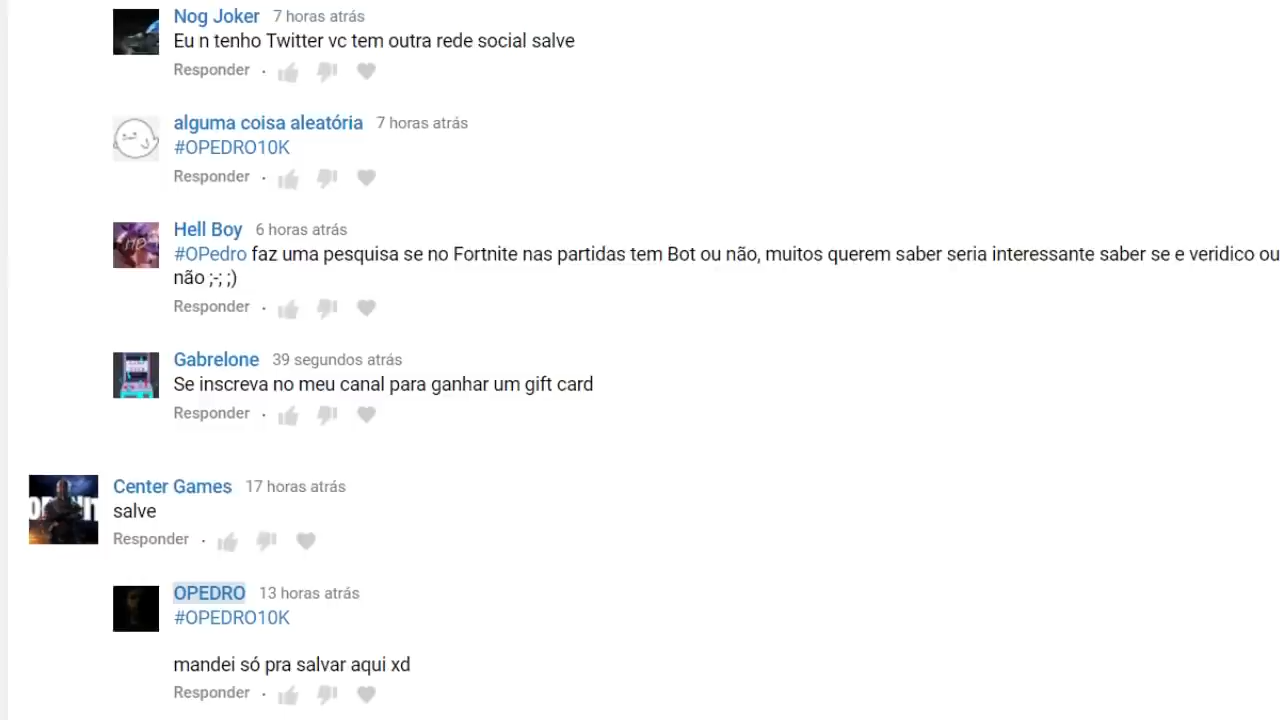 Nog Joker 7 horas atrás
Eu n tenho Twitter vc tem outra rede social salve
Responder ·
alguma coisa aleatória 7 horas atrás
#OPEDRO10K
Responder ·
Hell Boy 6 horas atrás
#OPedro faz uma pesquisa se no Fortnite nas partidas tem Bot ou não, muitos querem saber seria interessante saber se e veridico ou
não ;-; ;)
Responder ·
Gabrelone 39 segundos atrás
Se inscreva no meu canal para ganhar um gift card
Responder ·
Center Games 17 horas atrás
salve
Responder ·
OPEDRO 13 horas atrás
#OPEDRO10K
mandei só pra salvar aqui xd
Responder ·